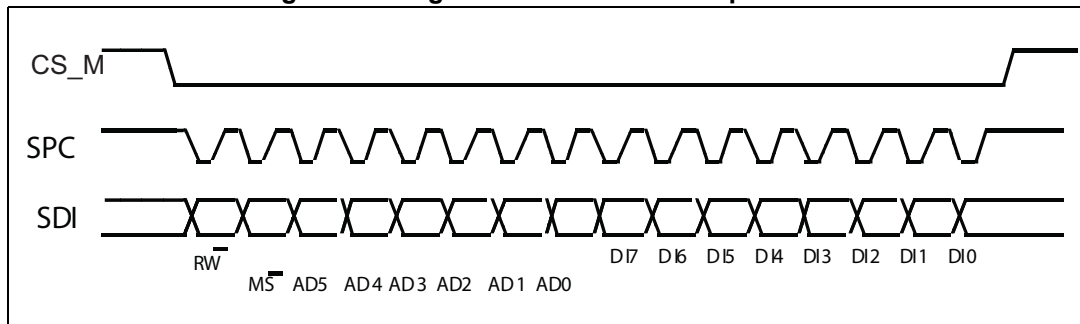 CS_M
SPC
SDI
RW DI7 DI6 DI5 DI4 DI3 DI2 DI1 DI0
MS AD5 AD4 AD3 AD2 AD1 AD0